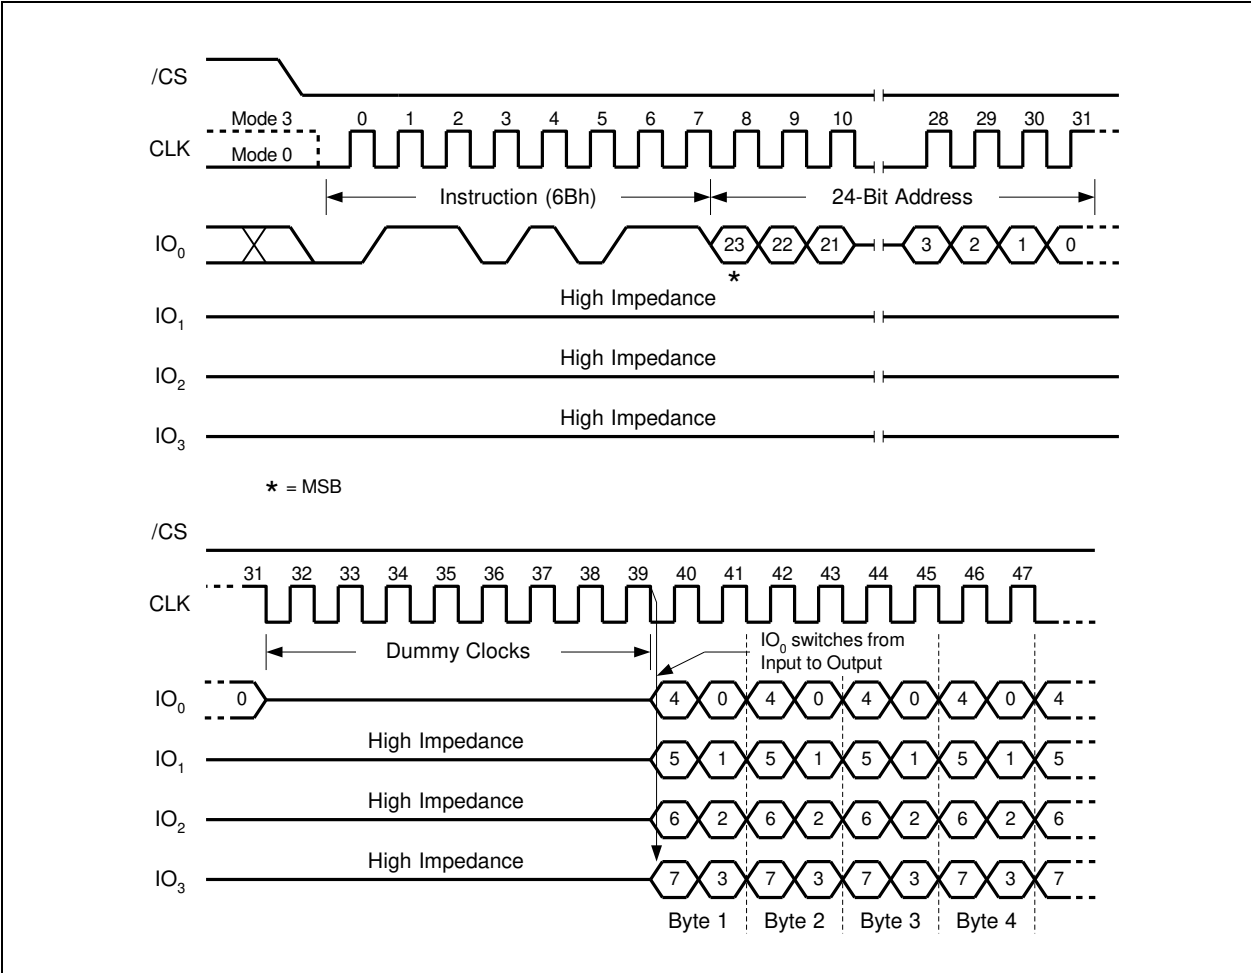 /CS
Mode 3 0 1 2 3 4 5 6 7 8 9 10 28 29 30 31
CLK
Mode 0
Instruction (6Bh) 24-Bit Address
IO0 23 22 21 3 2 1 0
*
High Impedance
IO1
High Impedance
IO2
High Impedance
IO3
* = MSB
/CS
31 32 33 34 35 36 37 38 39 40 41 42 43 44 45 46 47
CLK
Dummy Clocks
IO0 switches from
Input to Output
IO0 0 4 0 4 0 4 0 4 0 4
High Impedance
IO1 5 1 5 1 5 1 5 1 5
High Impedance
IO2 6 2 6 2 6 2 6 2 6
High Impedance
IO3 7 3 7 3 7 3 7 3 7
Byte 1 Byte 2 Byte 3 Byte 4